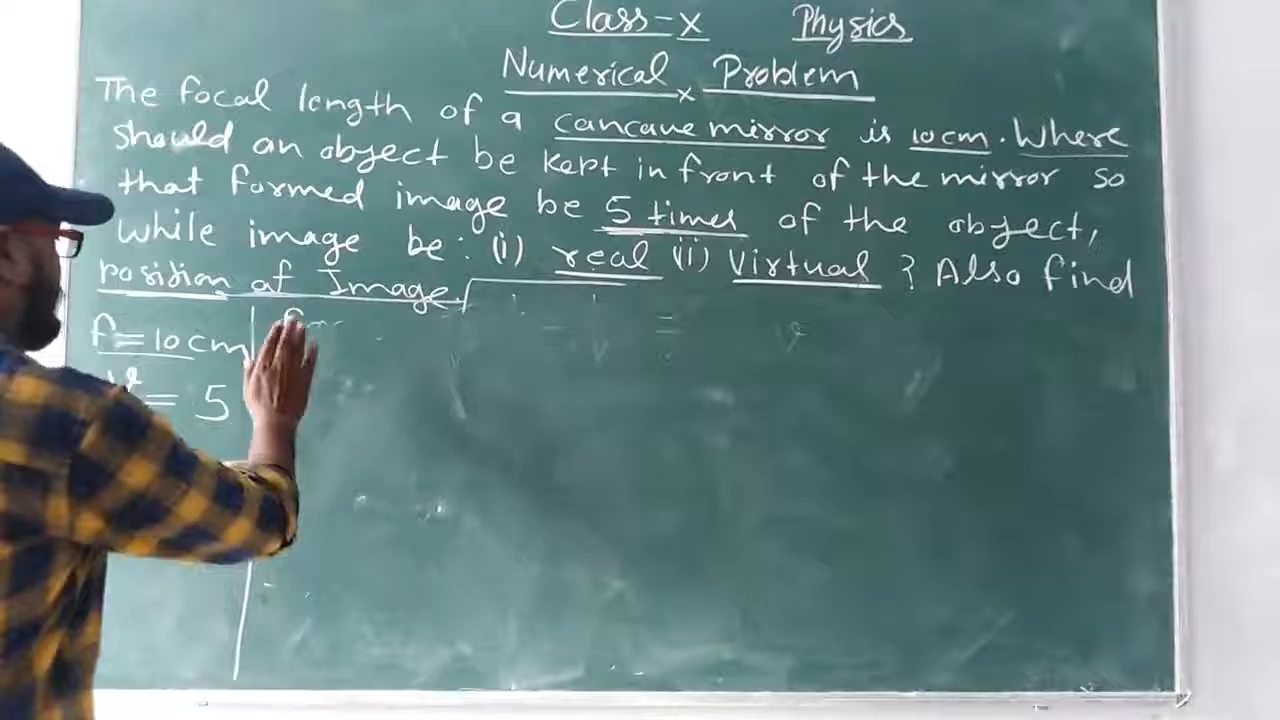 Class-X Physics
Numerical Problem
The focal length of a cancave mirror is 10cm. Where
should an object be kept in front of the mirror so
that formed image be 5 times of the object,
while image be: (i) real (ii) Virtual ? Also find
position of Image.
f=10cm
= 5